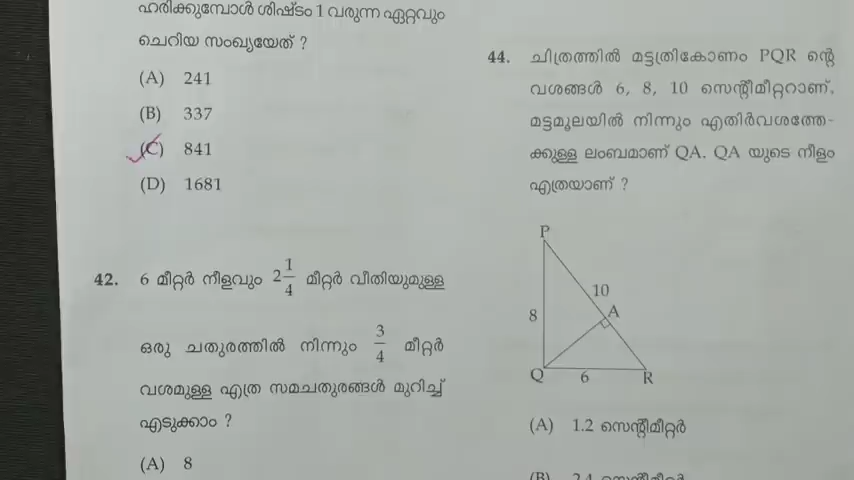 ഹരിക്കുമ്പോൾ ശിഷ്ടം 1 വരുന്ന ഏറ്റവും
ചെറിയ സംഖ്യയേത് ?
(A) 241
(B) 337
(C) 841
(D) 1681
42. 6 മീറ്റർ നീളവും 2 1/4 മീറ്റർ വീതിയുമുള്ള
ഒരു ചതുരത്തിൽ നിന്നും 3/4 മീറ്റർ
വശമുള്ള എത്ര സമചതുരങ്ങൾ മുറിച്ച്
എടുക്കാം ?
(A) 8
44. ചിത്രത്തിൽ മട്ടത്രികോണം PQR ന്റെ
വശങ്ങൾ 6, 8, 10 സെന്റീമീറ്ററാണ്,
മട്ടമൂലയിൽ നിന്നും എതിർവശത്തേ-
ക്കുള്ള ലംബമാണ് QA. QA യുടെ നീളം
എത്രയാണ് ?
P
10
A
8
Q
6
R
(A) 1.2 സെന്റീമീറ്റർ
(B) 2.4 സെന്റീമീറ്റർ